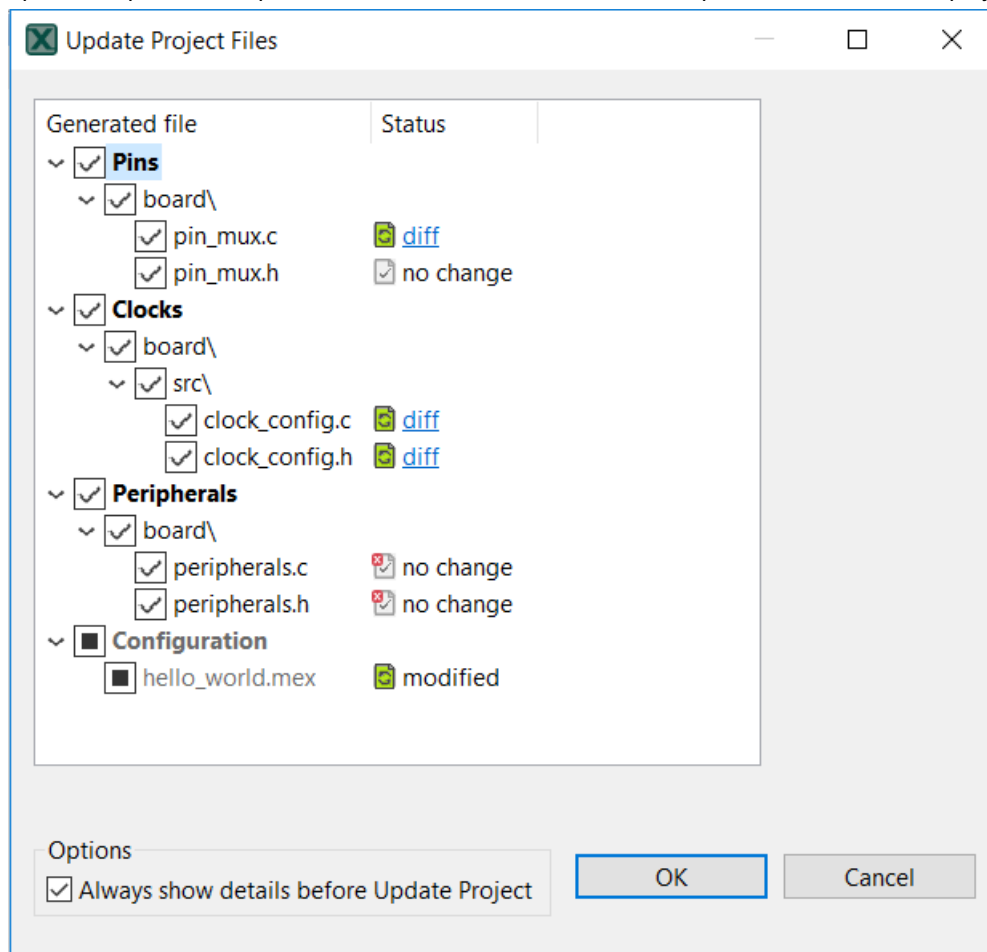 Update Project Files
Generated file Status
Pins
board\
pin_mux.c diff
pin_mux.h no change
Clocks
board\
src\
clock_config.c diff
clock_config.h diff
Peripherals
board\
peripherals.c no change
peripherals.h no change
Configuration
hello_world.mex modified
Options
Always show details before Update Project
OK Cancel